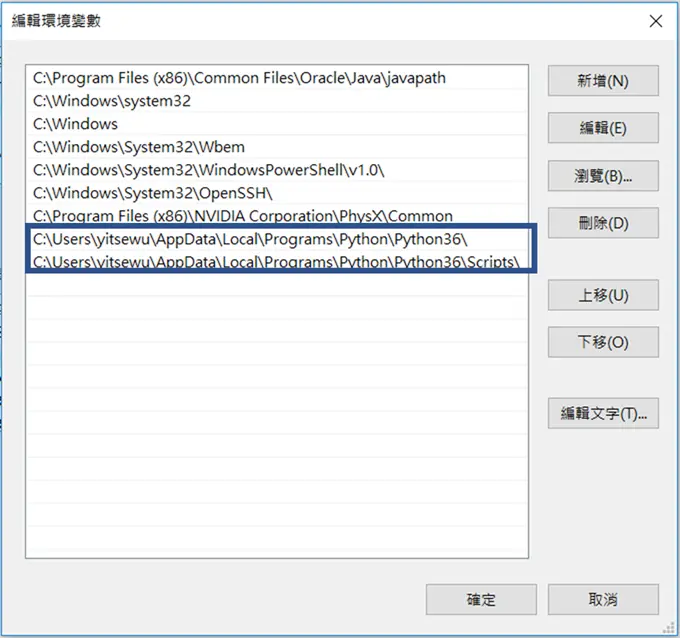 編輯環境變數
C:\Program Files (x86)\Common Files\Oracle\Java\javapath
C:\Windows\system32
C:\Windows
C:\Windows\System32\Wbem
C:\Windows\System32\WindowsPowerShell\v1.0\
C:\Windows\System32\OpenSSH\
C:\Program Files (x86)\NVIDIA Corporation\PhysX\Common
C:\Users\yitsewu\AppData\Local\Programs\Python\Python36\
C:\Users\yitsewu\AppData\Local\Programs\Python\Python36\Scripts\
新增(N)
編輯(E)
瀏覽(B)...
刪除(D)
上移(U)
下移(O)
編輯文字(T)...
確定
取消